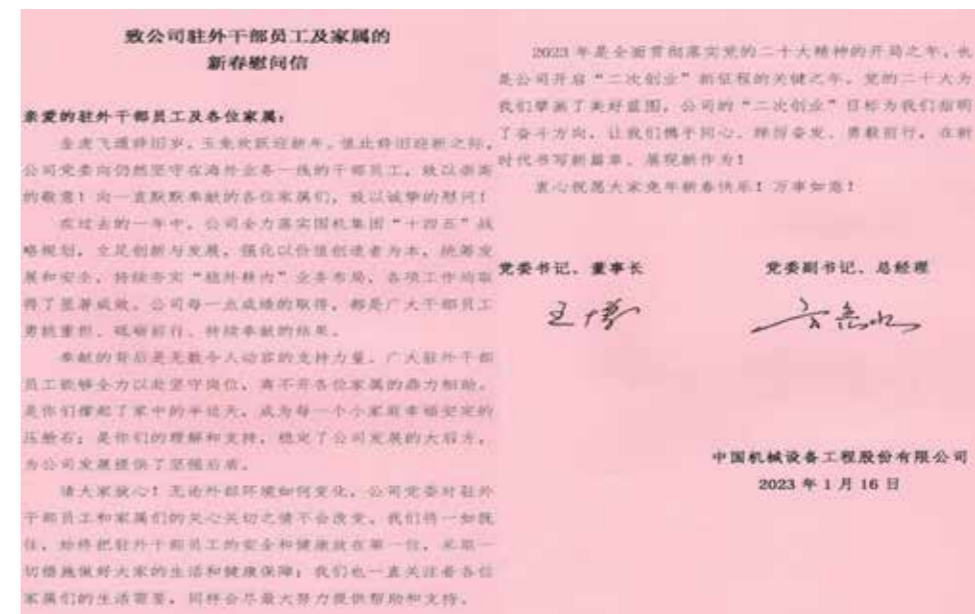 致公司驻外干部员工及家属的
新春慰问信
亲爱的驻外干部员工及各位家属：
金虎飞渡辞旧岁，玉兔欢跃迎新年。值此辞旧迎新之际，
公司党委向仍然坚守在海外业务一线的干部员工，致以崇高
的敬意！向一直默默奉献的各位家属们，致以诚挚的慰问！
在过去的一年中，公司全力落实国机集团“十四五”战
略规划，立足创新与发展，强化以价值创造者为本，统筹发
展和安全，持续夯实“稳外耕内”业务布局，各项工作均取
得了显著成效。公司每一点成绩的取得，都是广大干部员工
勇挑重担、砥砺前行、持续奉献的结果。
奉献的背后是无数令人动容的支持力量。广大驻外干部
员工能够全力以赴坚守岗位，离不开各位家属的鼎力相助。
是你们撑起了家中的半边天，成为每一个小家庭幸福安定的
压舱石；是你们的理解和支持，稳定了公司发展的大后方，
为公司发展提供了坚强后盾。
请大家放心！无论外部环境如何变化，公司党委对驻外
干部员工和家属们的关心关切之情不会改变。我们将一如既
往，始终把驻外干部员工的安全和健康放在第一位，采取一
切措施做好大家的生活和健康保障；我们也一直关注着各位
家属们的生活需要，同样会尽最大努力提供帮助和支持。
2023 年是全面贯彻落实党的二十大精神的开局之年，也
是公司开启“二次创业”新征程的关键之年。党的二十大为
我们擘画了美好蓝图，公司的“二次创业”目标为我们指明
了奋斗方向，让我们携手同心、踔厉奋发、勇毅前行，在新
时代书写新篇章、展现新作为！
衷心祝愿大家兔年新春快乐！万事如意！
党委书记、董事长
党委副书记、总经理
王博
中国机械设备工程股份有限公司
2023 年 1 月 16 日